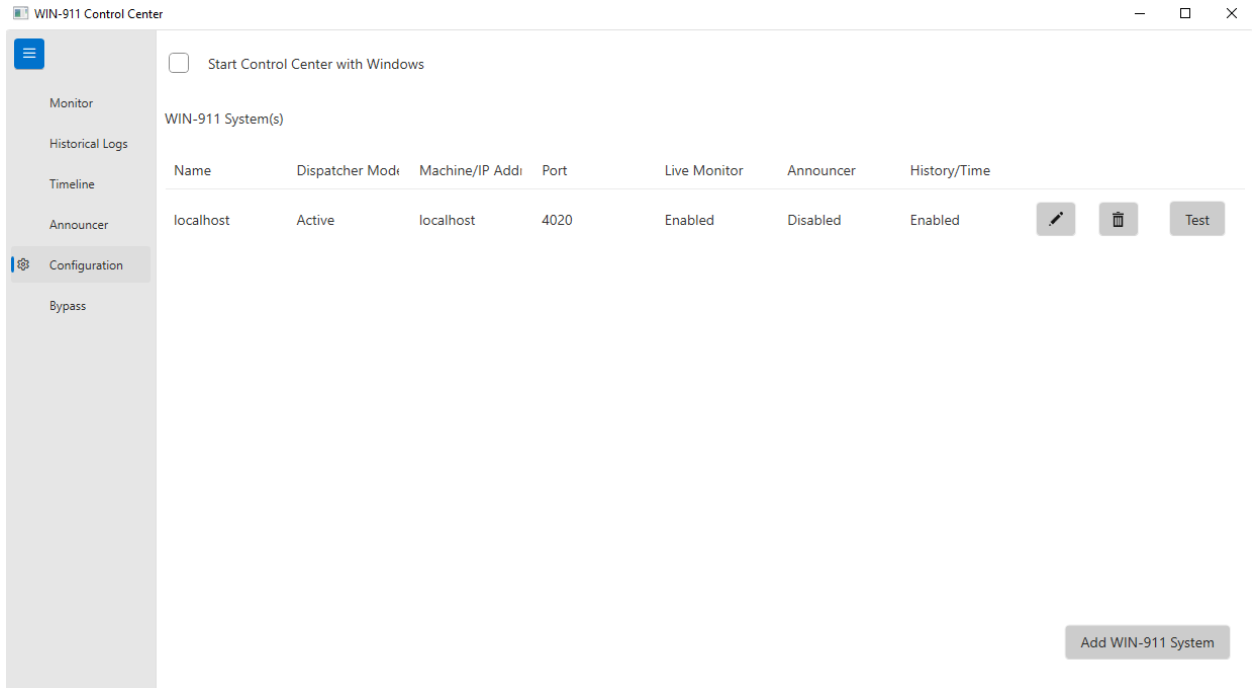 WIN-911 Control Center
Start Control Center with Windows
Monitor
Historical Logs
Timeline
Announcer
Configuration
Bypass
WIN-911 System(s)
Name Dispatcher Mode Machine/IP Addr Port Live Monitor Announcer History/Time
localhost Active localhost 4020 Enabled Disabled Enabled Test
Add WIN-911 System